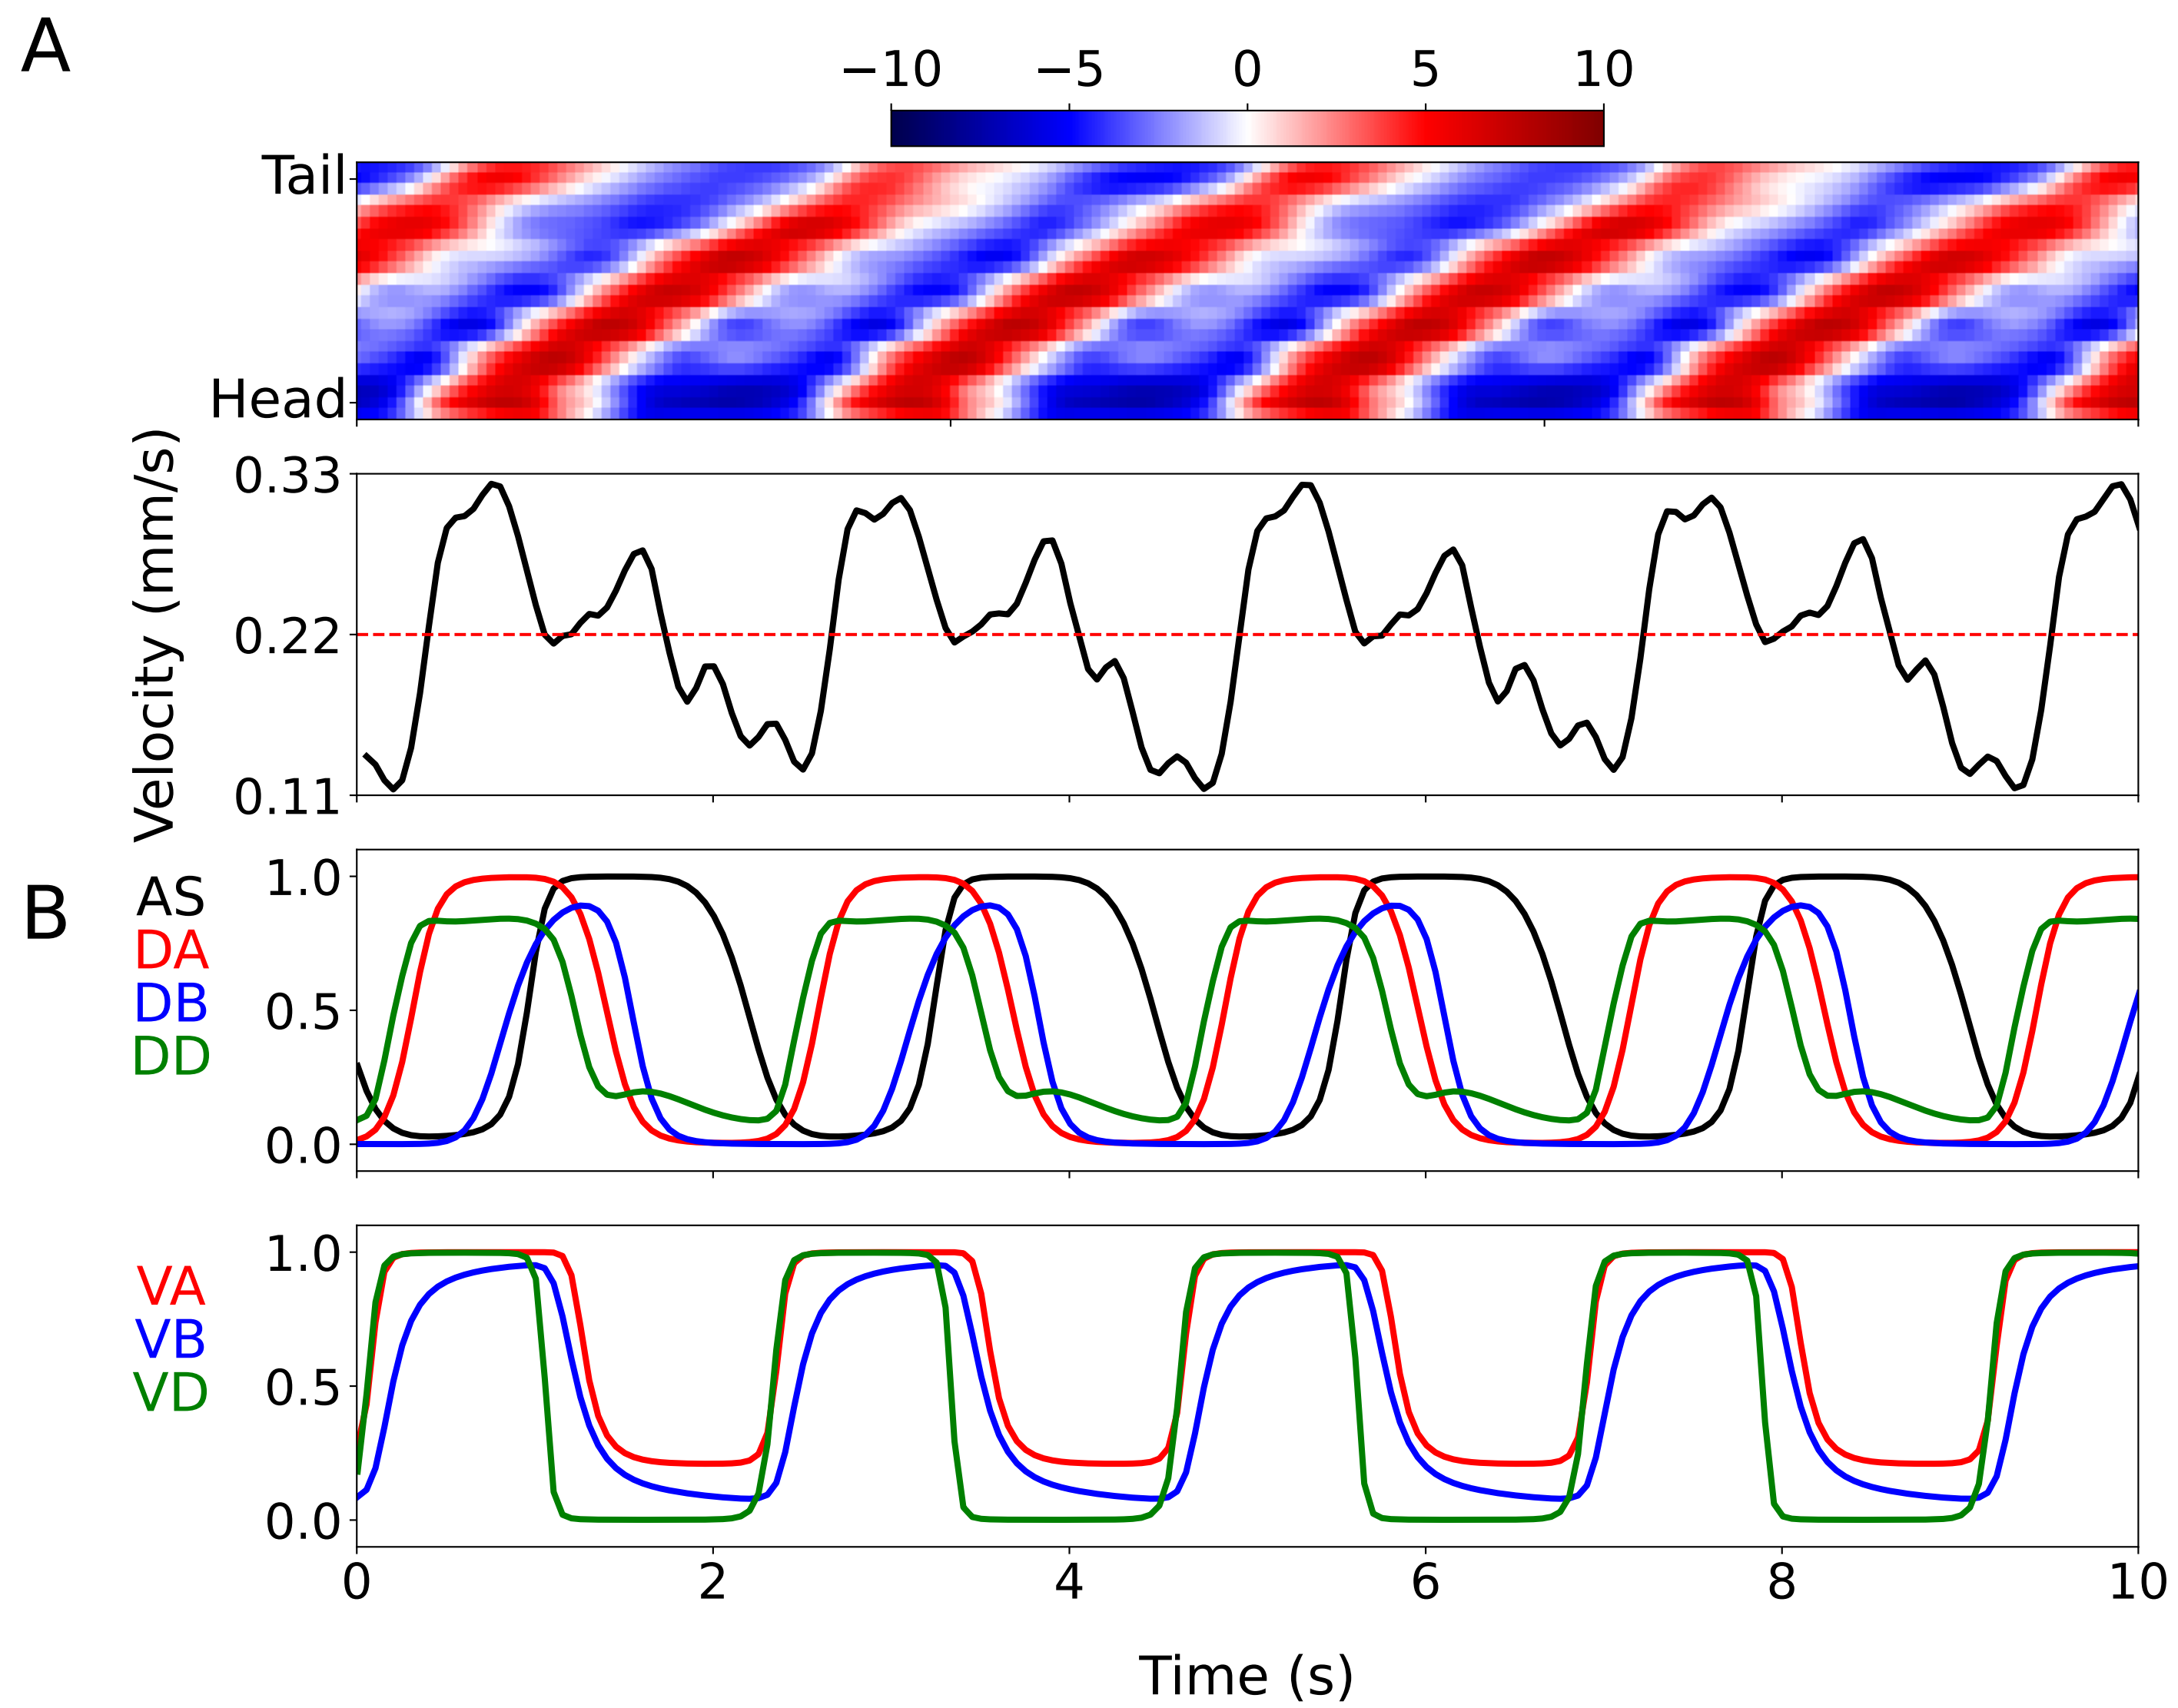 A
−10 −5 0 5 10
Tail
Head
Velocity (mm/s)
0.33
0.22
0.11
B
AS
DA
DB
DD
1.0
0.5
0.0
VA
VB
VD
1.0
0.5
0.0
0 2 4 6 8 10
Time (s)